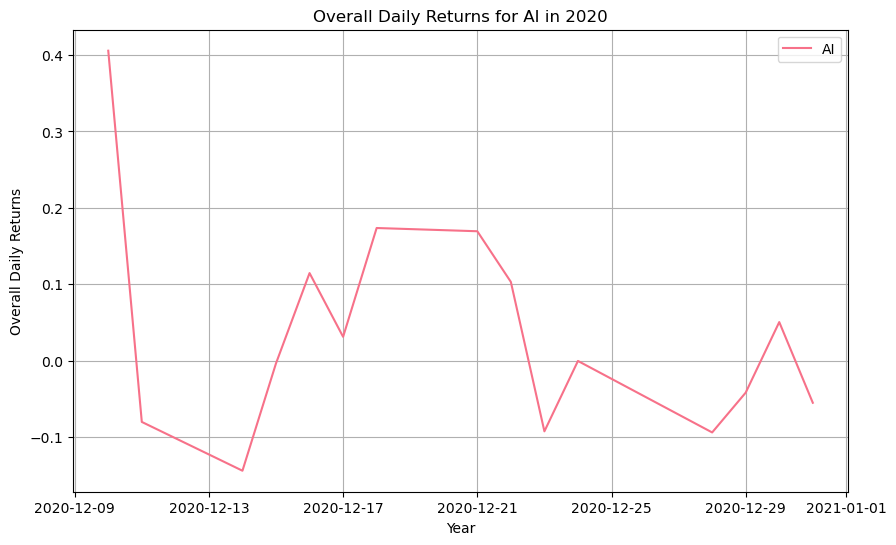 Overall Daily Returns for AI in 2020
AI
Overall Daily Returns
0.4
0.3
0.2
0.1
0.0
−0.1
2020-12-09 2020-12-13 2020-12-17 2020-12-21 2020-12-25 2020-12-29 2021-01-01
Year